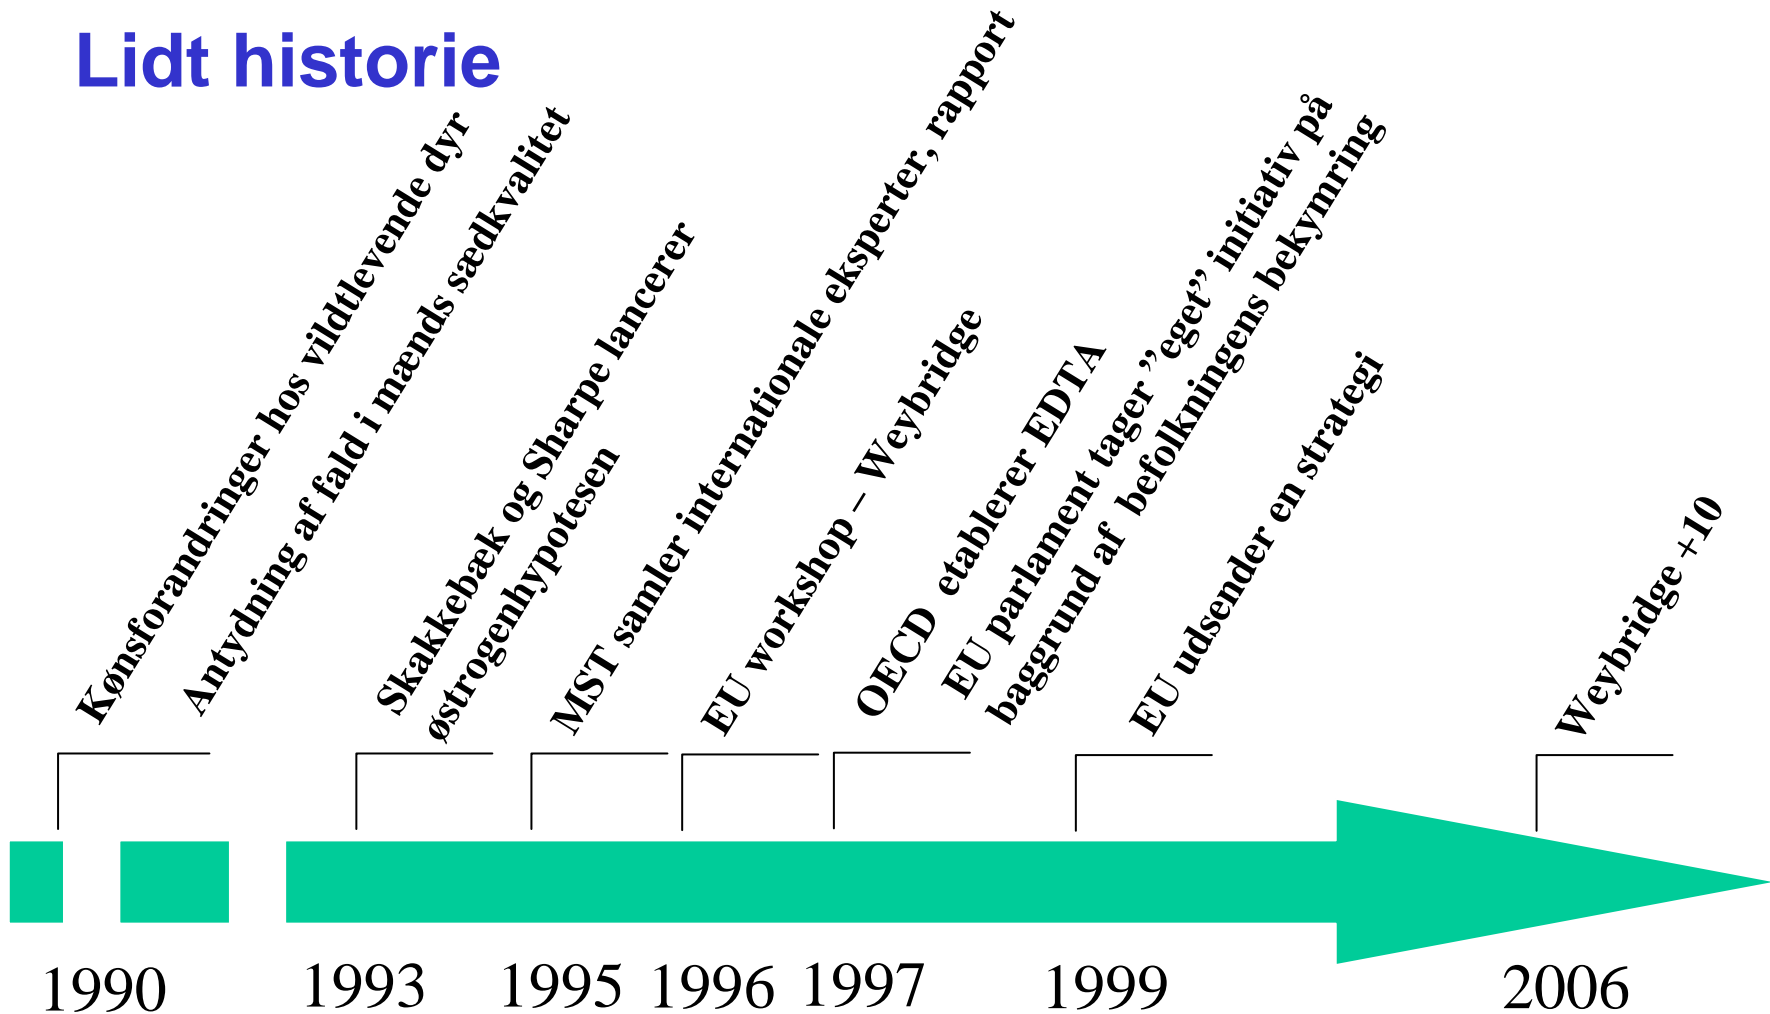 Lidt historie
Kønsforandringer hos vildtlevende dyr
Antydning af fald i mænds sædkvalitet
Skakkebæk og Sharpe lancerer
østrogenhypotesen
MST samler internationale eksperter, rapport
EU workshop – Weybridge
OECD  etablerer EDTA
EU parlament tager ”eget” initiativ på
baggrund af  befolkningens bekymring
EU udsender en strategi
Weybridge +10
1990
1993
1995
1996
1997
1999
2006